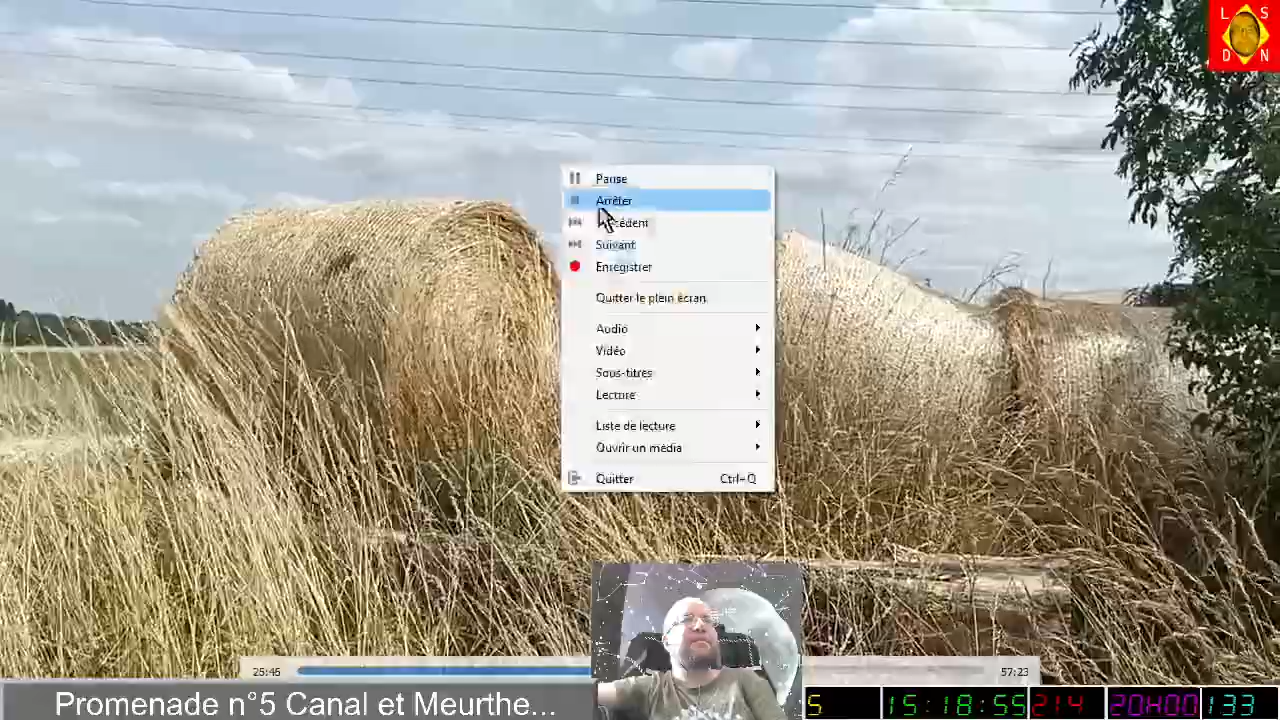 L S
D N
Pause
Arrêter
Précédent
Suivant
Enregistrer
Quitter le plein écran
Audio
Vidéo
Sous-titres
Lecture
Liste de lecture
Ouvrir un média
Quitter Ctrl+Q
25:45 57:23
Promenade n°5 Canal et Meurthe...
S 15:18:55 214 20H00 133